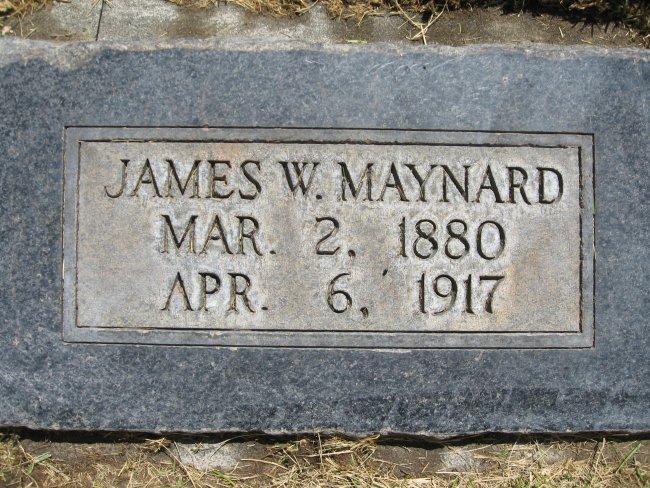 JAMES W. MAYNARD
MAR. 2, 1880
APR. 6, 1917